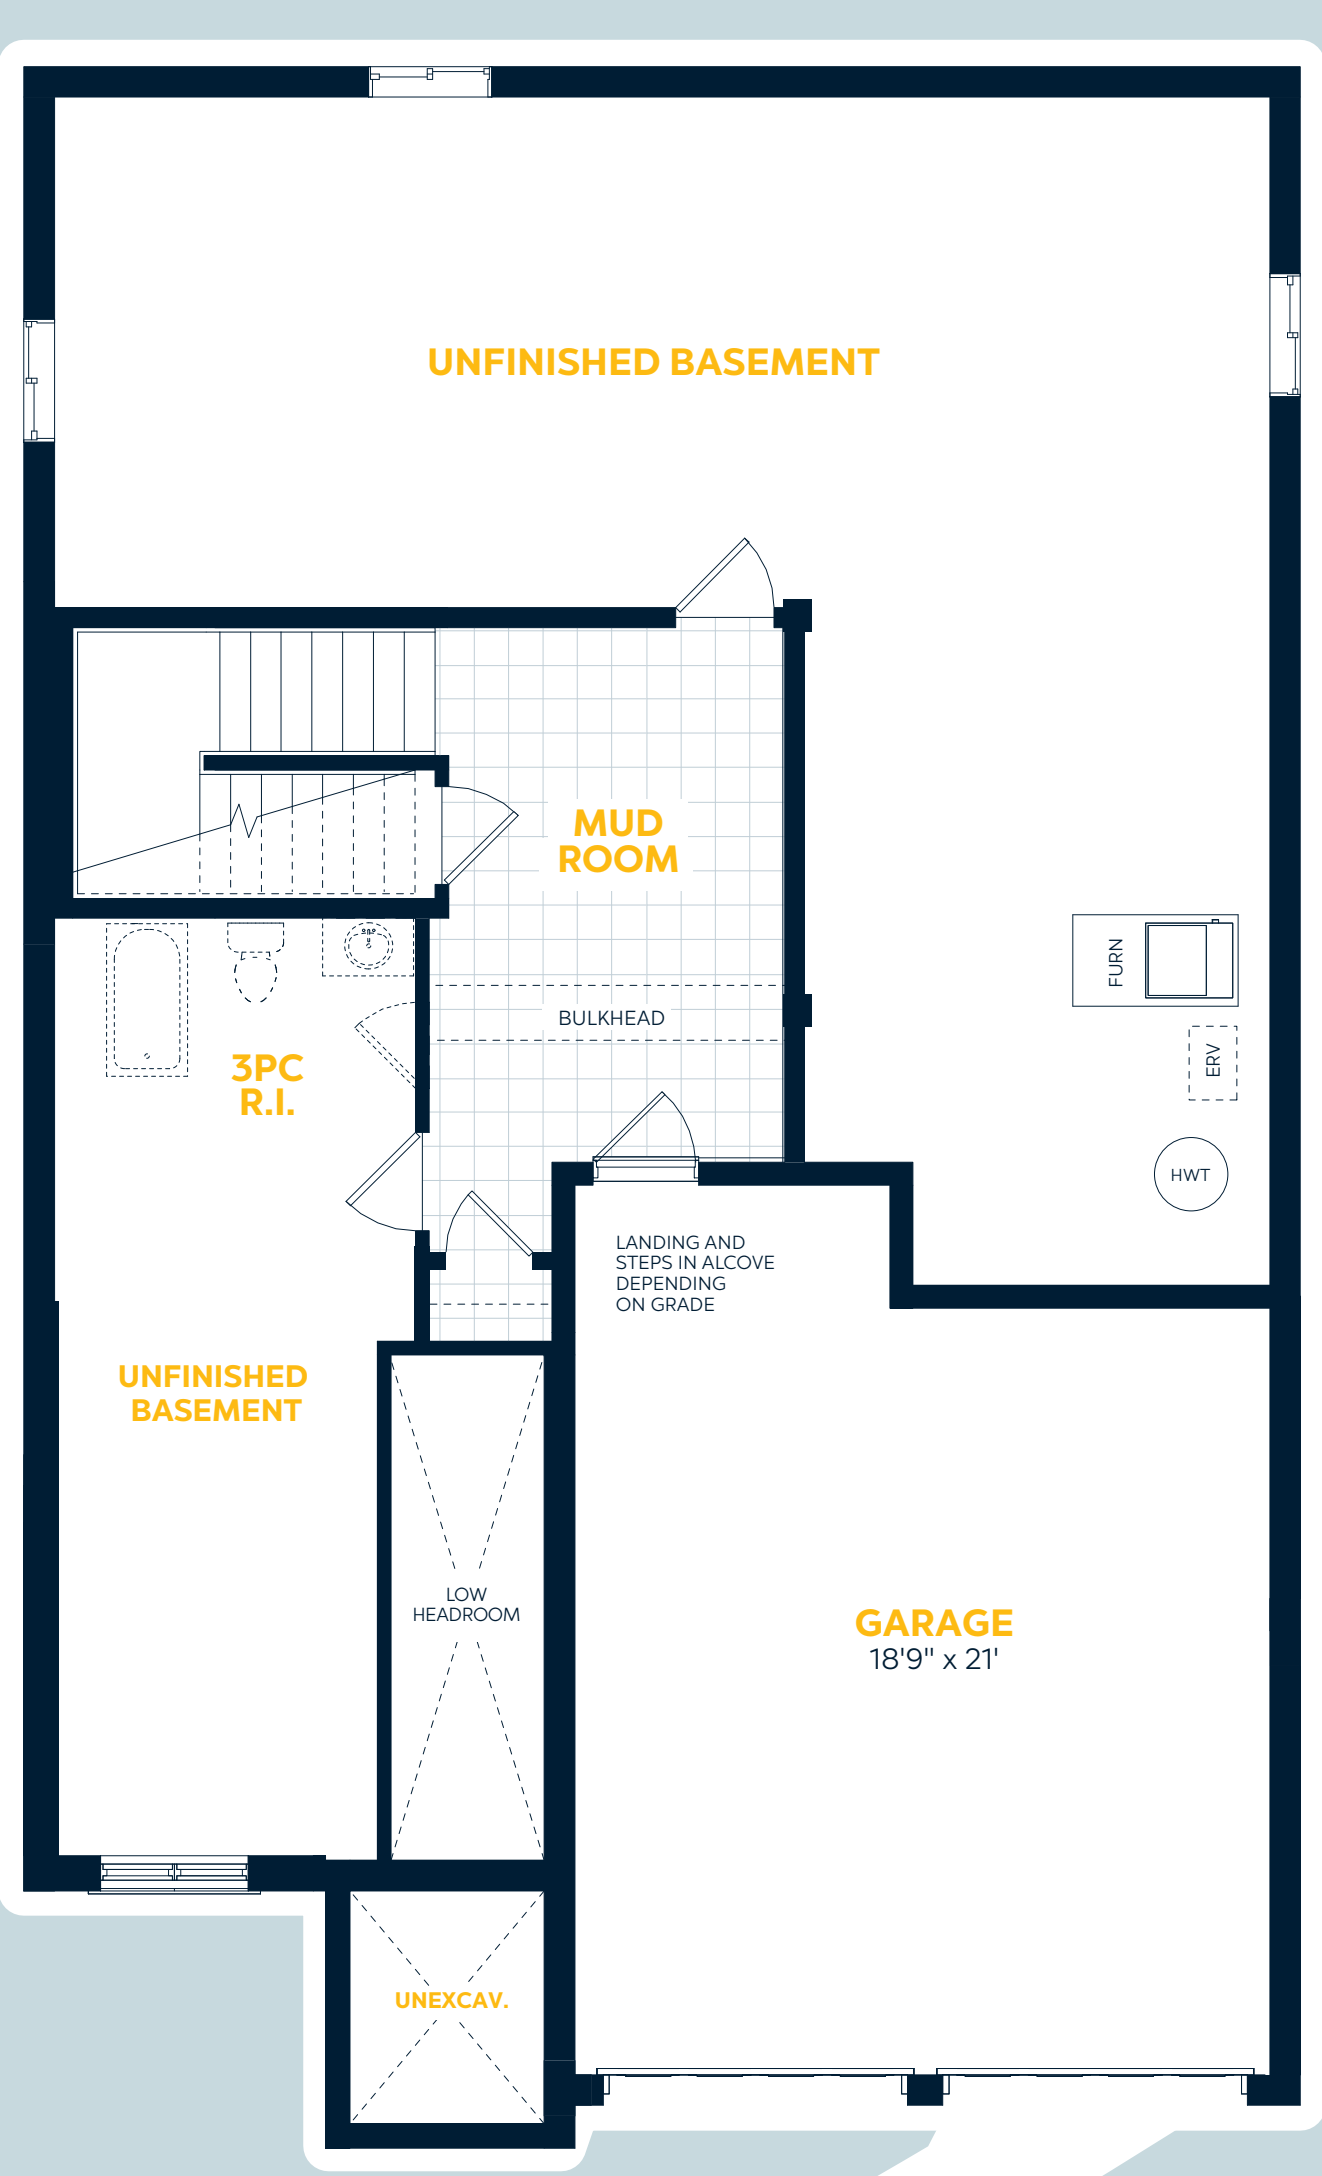 UNFINISHED BASEMENT
MUD
ROOM
FURN
BULKHEAD
ERV
3PC
R.I.
HWT
LANDING AND
STEPS IN ALCOVE
DEPENDING
ON GRADE
UNFINISHED
BASEMENT
LOW
HEADROOM
GARAGE
18'9" x 21'
UNEXCAV.